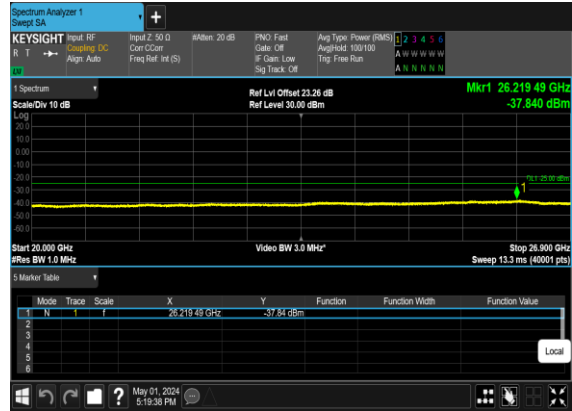 Spectrum Analyzer 1
Swept SA
+
KEYSIGHT Input: RF Input Z: 50 Ω #Atten: 20 dB PNO: Fast Avg Type: Power (RMS) 1 2 3 4 5 6
R T Coupling: DC Corr CCorr Gate: Off Avg|Hold: 100/100 A W W W W W
Align: Auto Freq Ref: Int (S) IF Gain: Low Trig: Free Run
Sig Track: Off A N N N N N
1 Spectrum Ref Lvl Offset 23.26 dB Mkr1 26.219 49 GHz
Scale/Div 10 dB Ref Level 30.00 dBm -37.840 dBm
Log
20.0
10.0
0.00
-10.0
-20.0
DL1 -25.00 dBm
-30.0
1
-40.0
-50.0
-60.0
Start 20.000 GHz Video BW 3.0 MHz* Stop 26.900 GHz
#Res BW 1.0 MHz Sweep 13.3 ms (40001 pts)
5 Marker Table
Mode Trace Scale X Y Function Function Width Function Value
1 N 1 f 26.219 49 GHz -37.84 dBm
2
3
4
5
6
Local
? May 01, 2024
5:19:38 PM